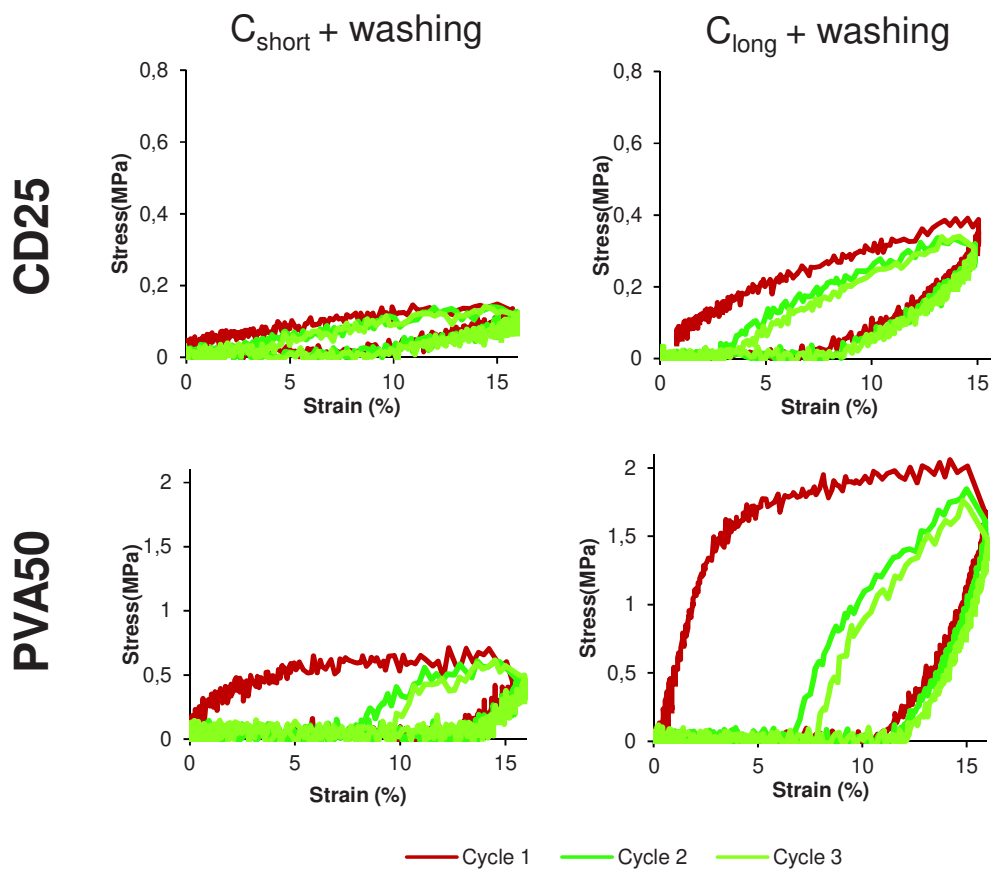 C_short + washing
C_long + washing
CD25
Stress(MPa)
0,8
0,6
0,4
0,2
0
0 5 10 15
Strain (%)
Stress(MPa)
0,8
0,6
0,4
0,2
0
0 5 10 15
Strain (%)
PVA50
Stress(MPa)
2
1,5
1
0,5
0
0 5 10 15
Strain (%)
Stress(MPa)
2
1,5
1
0,5
0
0 5 10 15
Strain (%)
Cycle 1 Cycle 2 Cycle 3